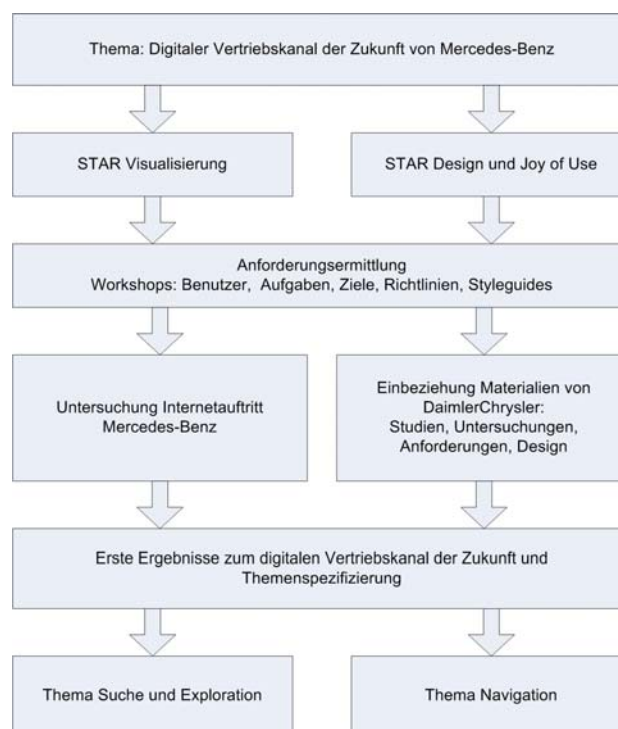 Thema: Digitaler Vertriebskanal der Zukunft von Mercedes-Benz
STAR Visualisierung
STAR Design und Joy of Use
Anforderungsermittlung
Workshops: Benutzer, Aufgaben, Ziele, Richtlinien, Styleguides
Untersuchung Internetauftritt
Mercedes-Benz
Einbeziehung Materialien von
DaimlerChrysler:
Studien, Untersuchungen,
Anforderungen, Design
Erste Ergebnisse zum digitalen Vertriebskanal der Zukunft und
Themenspezifizierung
Thema Suche und Exploration
Thema Navigation